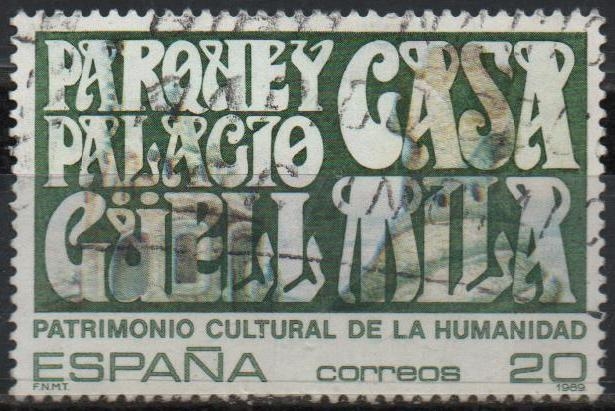 PARQUE Y
PALACIO
GÜELL
CASA
MILA
PATRIMONIO CULTURAL DE LA HUMANIDAD
ESPAÑA correos 20
F.N.M.T. 1989